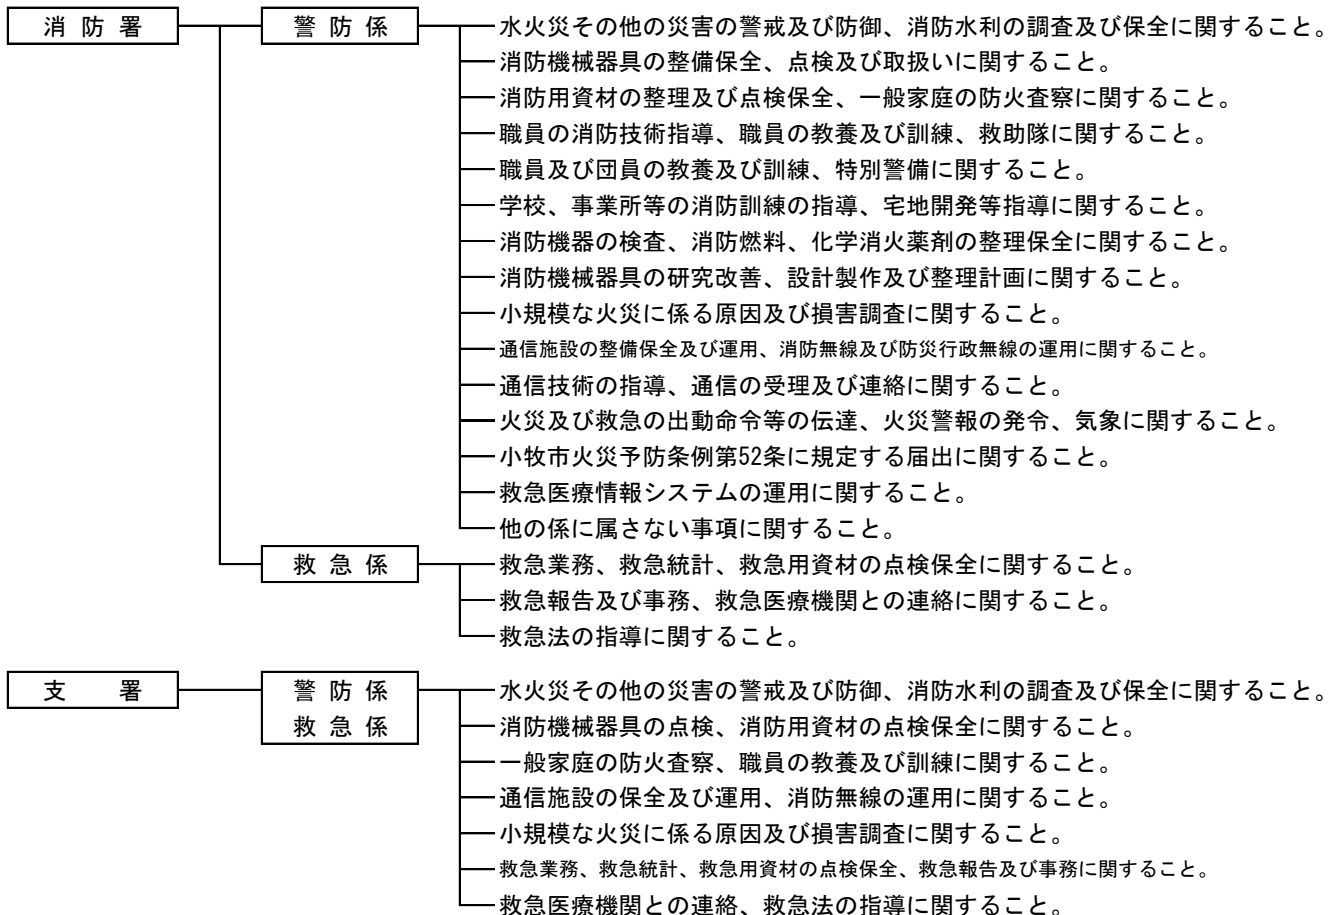 消防署 警防係 水火災その他の災害の警戒及び防御、消防水利の調査及び保全に関すること。
消防機械器具の整備保全、点検及び取扱いに関すること。
消防用資材の整理及び点検保全、一般家庭の防火査察に関すること。
職員の消防技術指導、職員の教養及び訓練、救助隊に関すること。
職員及び団員の教養及び訓練、特別警備に関すること。
学校、事業所等の消防訓練の指導、宅地開発等指導に関すること。
消防機器の検査、消防燃料、化学消火薬剤の整理保全に関すること。
消防機械器具の研究改善、設計製作及び整理計画に関すること。
小規模な火災に係る原因及び損害調査に関すること。
通信施設の整備保全及び運用、消防無線及び防災行政無線の運用に関すること。
通信技術の指導、通信の受理及び連絡に関すること。
火災及び救急の出動命令等の伝達、火災警報の発令、気象に関すること。
小牧市火災予防条例第52条に規定する届出に関すること。
救急医療情報システムの運用に関すること。
他の係に属さない事項に関すること。
救急係 救急業務、救急統計、救急用資材の点検保全に関すること。
救急報告及び事務、救急医療機関との連絡に関すること。
救急法の指導に関すること。
支署 警防係 水火災その他の災害の警戒及び防御、消防水利の調査及び保全に関すること。
救急係 消防機械器具の点検、消防用資材の点検保全に関すること。
一般家庭の防火査察、職員の教養及び訓練に関すること。
通信施設の保全及び運用、消防無線の運用に関すること。
小規模な火災に係る原因及び損害調査に関すること。
救急業務、救急統計、救急用資材の点検保全、救急報告及び事務に関すること。
救急医療機関との連絡、救急法の指導に関すること。